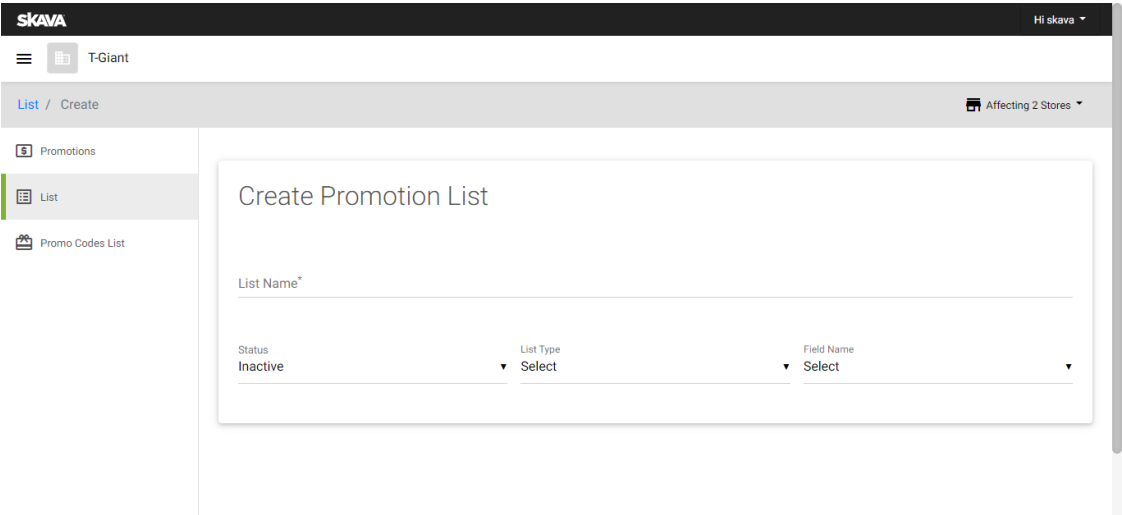 SKAVA
Hi skava
T-Giant
List / Create
Affecting 2 Stores
Promotions
List
Promo Codes List
Create Promotion List
List Name*
Status
List Type
Field Name
Inactive
Select
Select